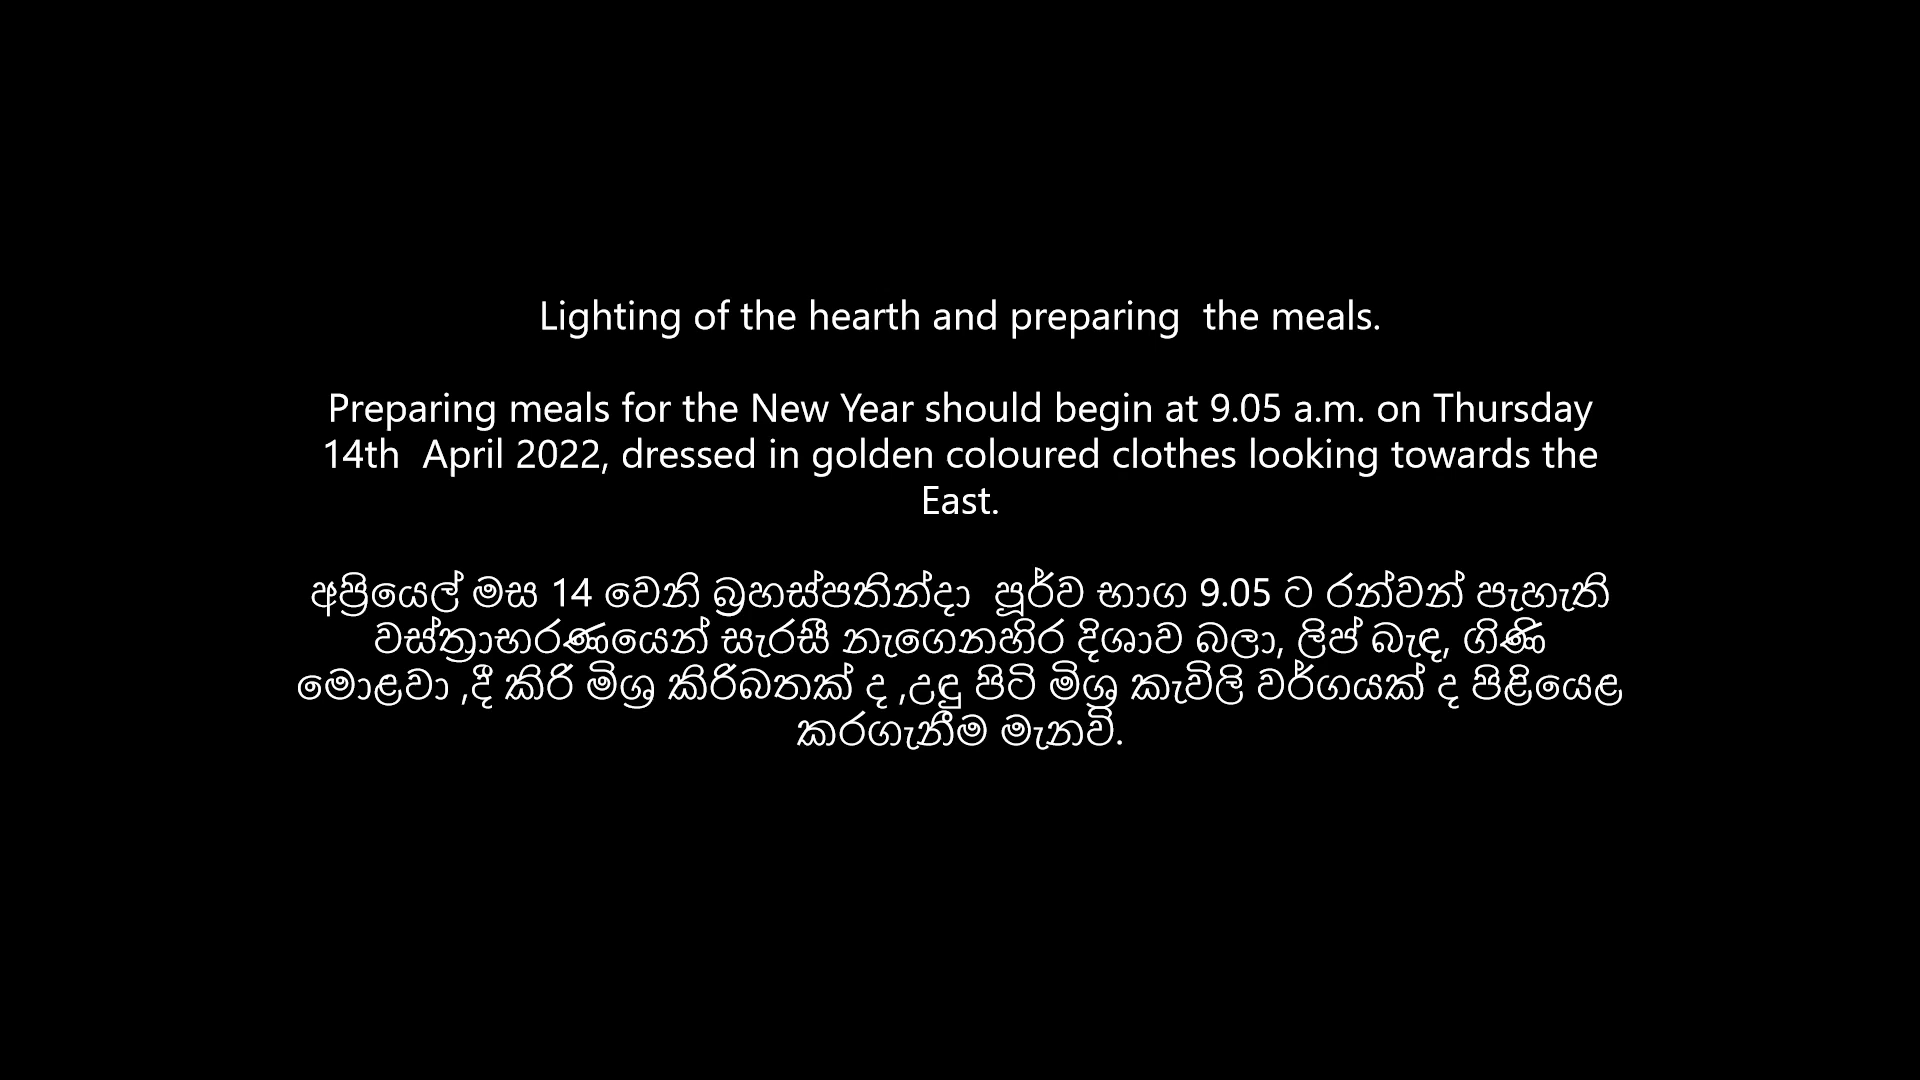 Lighting of the hearth and preparing  the meals.
Preparing meals for the New Year should begin at 9.05 a.m. on Thursday
14th  April 2022, dressed in golden coloured clothes looking towards the
East.
අප්‍රියෙල් මස 14 වෙනි බ්‍රහස්පතින්දා  පූර්ව භාග 9.05 ට රන්වන් පැහැති
වස්ත්‍රාභරණයෙන් සැරසී නැගෙනහිර දිශාව බලා, ලිප් බැඳ, ගිණි
මොළවා ,දී කිරි මිශ්‍ර කිරිබතක් ද ,උඳු පිටි මිශ්‍ර කැවිලි වර්ගයක් ද පිළියෙළ
කරගැනීම මැනවි.